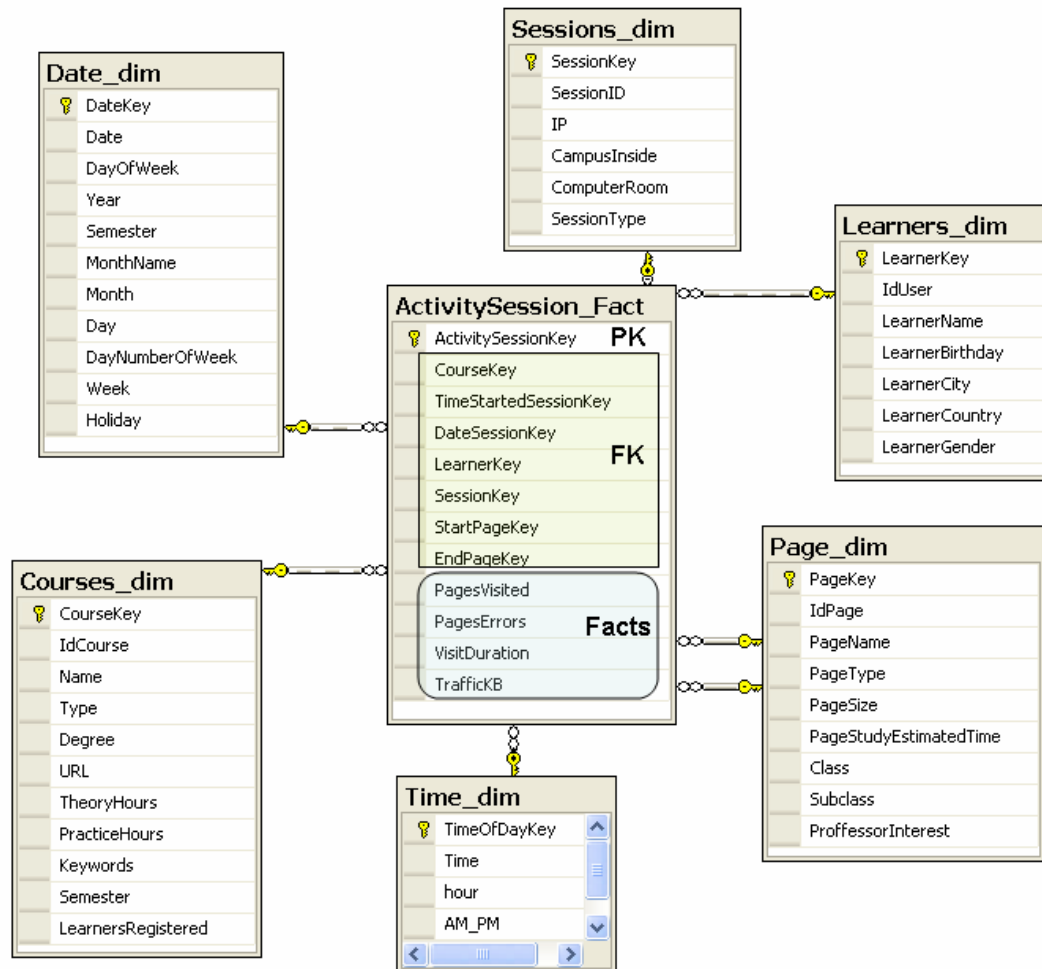 Sessions_dim
SessionKey
SessionID
IP
CampusInside
ComputerRoom
SessionType
Date_dim
DateKey
Date
DayOfWeek
Year
Semester
MonthName
Month
Day
DayNumberOfWeek
Week
Holiday
Learners_dim
LearnerKey
IdUser
LearnerName
LearnerBirthday
LearnerCity
LearnerCountry
LearnerGender
ActivitySession_Fact
ActivitySessionKey PK
CourseKey
TimeStartedSessionKey
DateSessionKey
LearnerKey FK
SessionKey
StartPageKey
EndPageKey
PagesVisited
PagesErrors Facts
VisitDuration
TrafficKB
Courses_dim
CourseKey
IdCourse
Name
Type
Degree
URL
TheoryHours
PracticeHours
Keywords
Semester
LearnersRegistered
Page_dim
PageKey
IdPage
PageName
PageType
PageSize
PageStudyEstimatedTime
Class
Subclass
ProffessorInterest
Time_dim
TimeOfDayKey
Time
hour
AM_PM